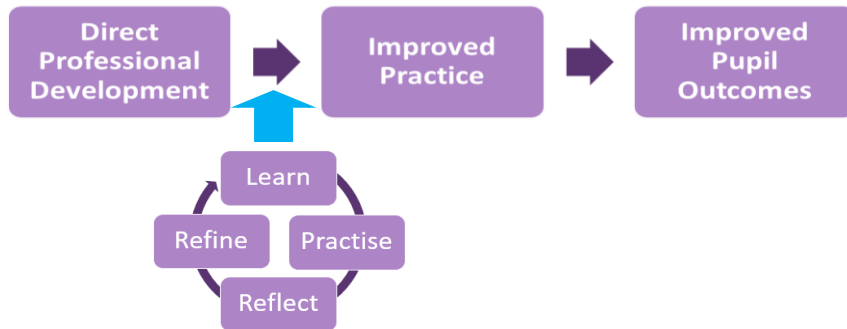 Direct
Professional
Development
Improved
Practice
Improved
Pupil
Outcomes
Learn
Refine
Practise
Reflect